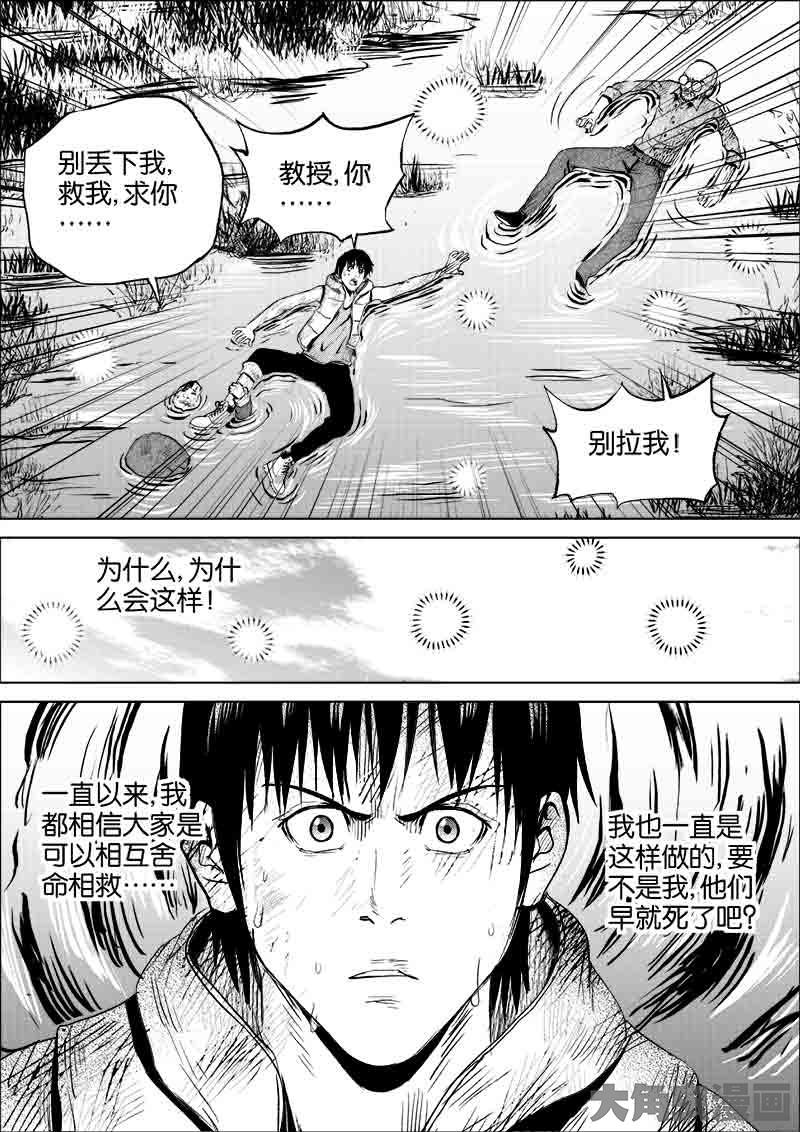 别丢下我,
救我,求你
……
教授,你
……
别拉我!
为什么,为什
么会这样!
一直以来,我
都相信大家是
可以相互舍
命相救……
我也一直是
这样做的,要
不是我,他们
早就死了吧?